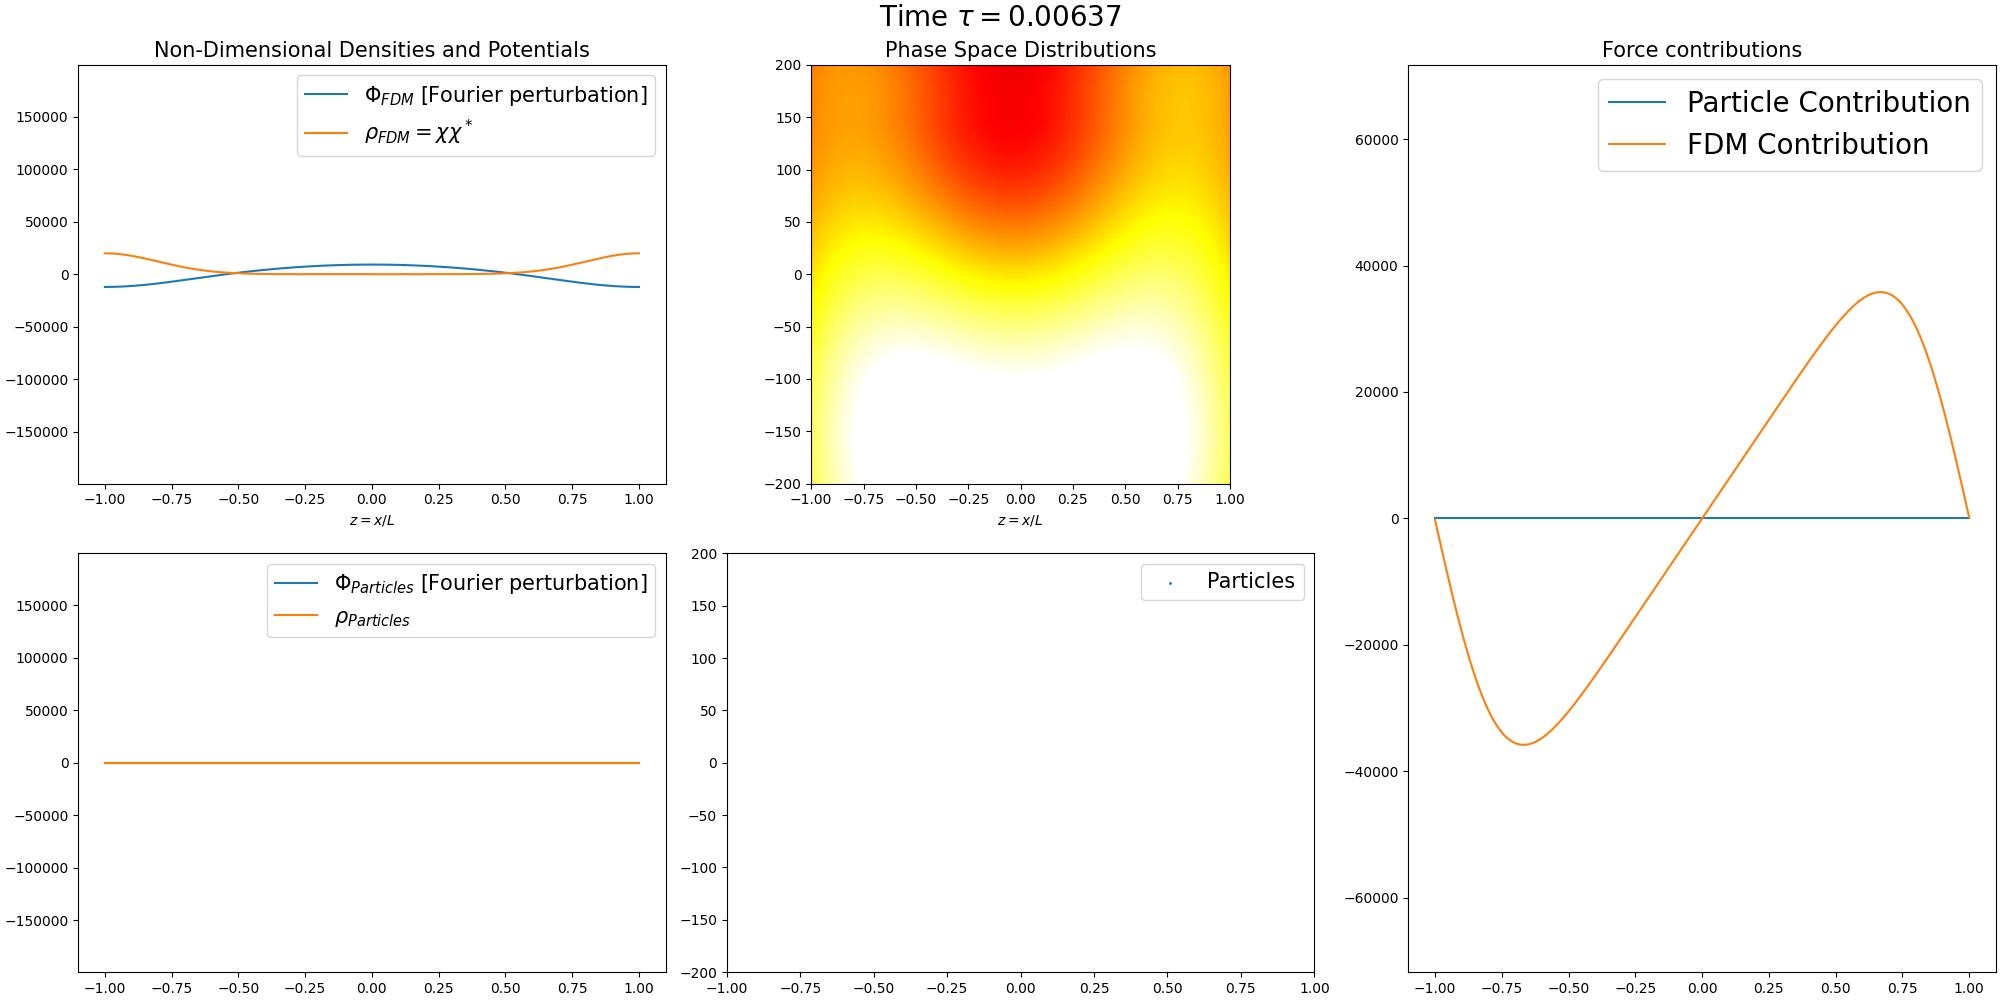 Time τ = 0.00637
Non-Dimensional Densities and Potentials
150000
100000
50000
0
−50000
−100000
−150000
Φ_FDM [Fourier perturbation]
ρ_FDM = χχ*
−1.00 −0.75 −0.50 −0.25 0.00 0.25 0.50 0.75 1.00
z = x/L
Phase Space Distributions
200
150
100
50
0
−50
−100
−150
−200
−1.00 −0.75 −0.50 −0.25 0.00 0.25 0.50 0.75 1.00
z = x/L
Force contributions
Particle Contribution
FDM Contribution
60000
40000
20000
0
−20000
−40000
−60000
−1.00 −0.75 −0.50 −0.25 0.00 0.25 0.50 0.75 1.00
Φ_Particles [Fourier perturbation]
ρ_Particles
150000
100000
50000
0
−50000
−100000
−150000
−1.00 −0.75 −0.50 −0.25 0.00 0.25 0.50 0.75 1.00
Particles
200
150
100
50
0
−50
−100
−150
−200
−1.00 −0.75 −0.50 −0.25 0.00 0.25 0.50 0.75 1.00